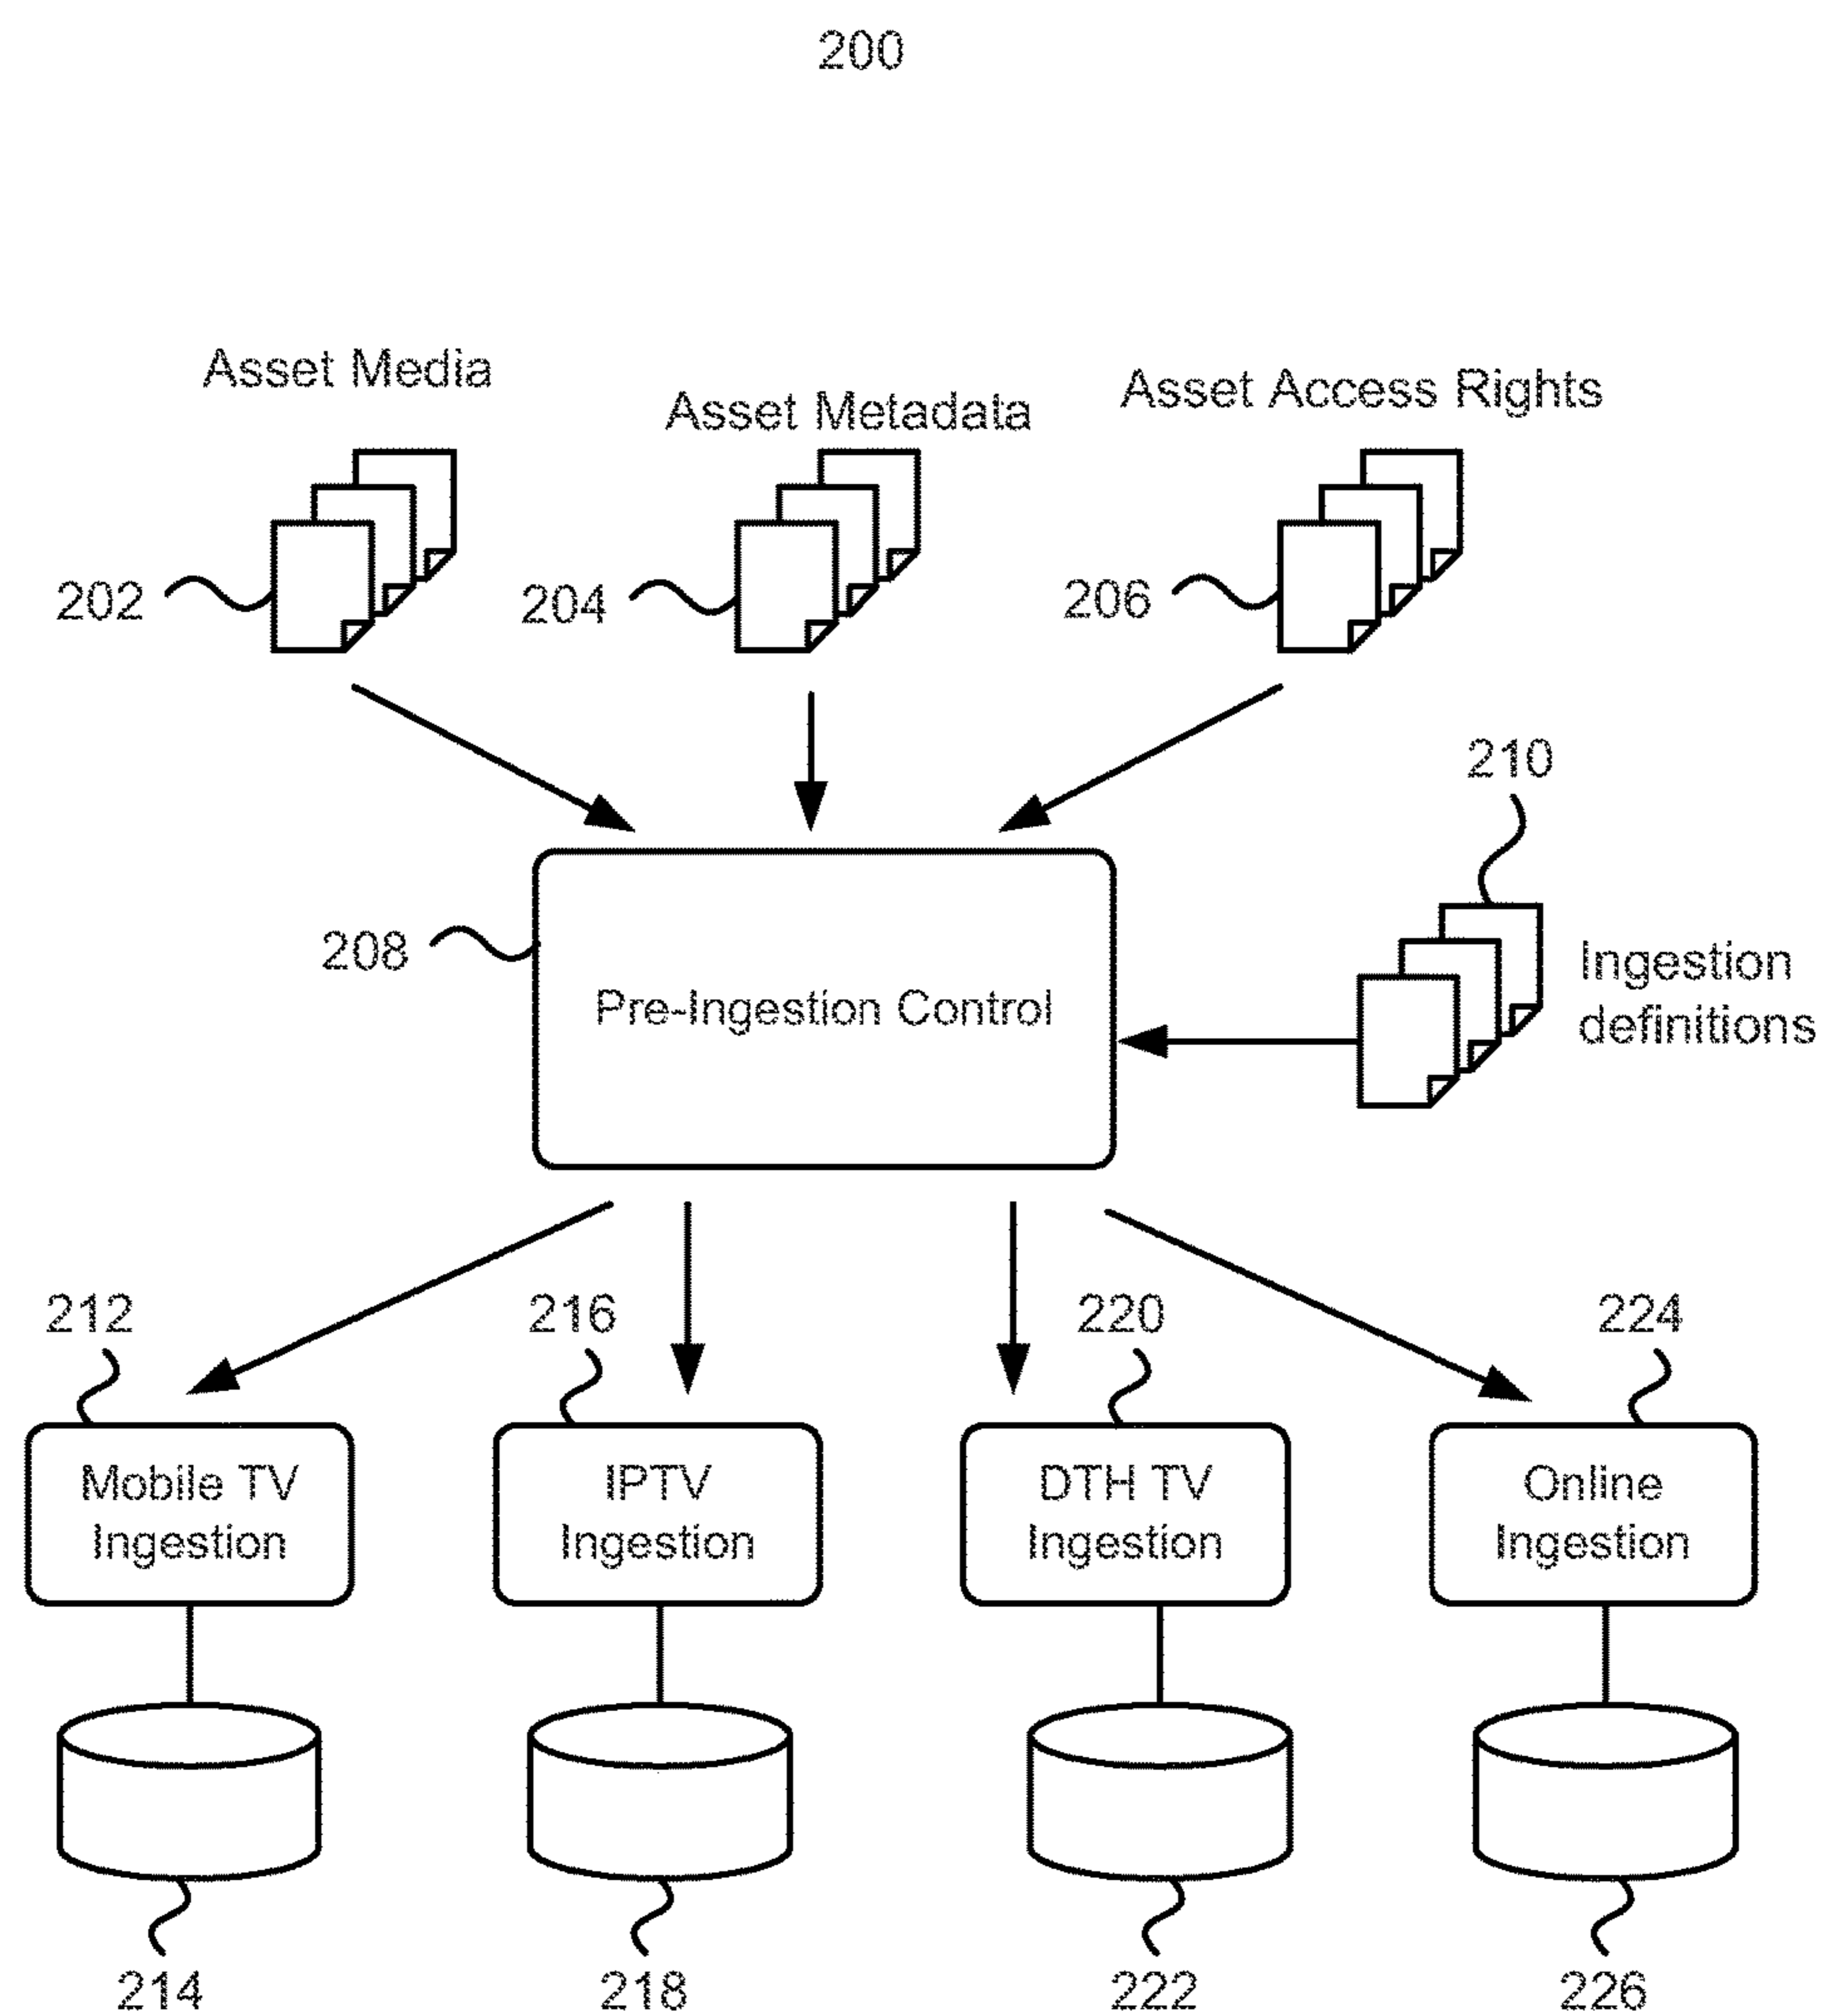 200
Asset Media
Asset Metadata
Asset Access Rights
202
204
206
210
208
Pre-Ingestion Control
Ingestion
definitions
212
216
220
224
Mobile TV
Ingestion
IPTV
Ingestion
DTH TV
Ingestion
Online
Ingestion
214
218
222
226